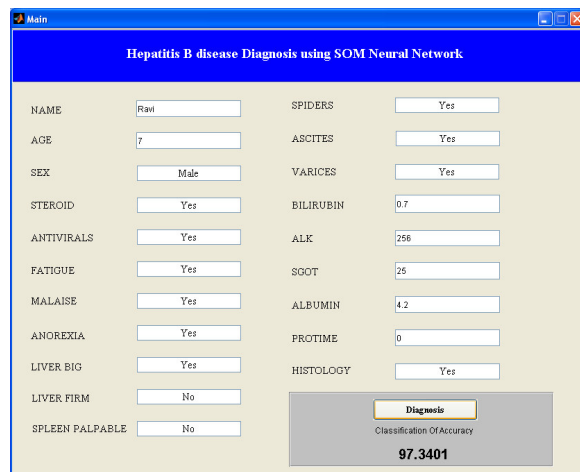 Main
Hepatitis B disease Diagnosis using SOM Neural Network
NAME Ravi
AGE 7
SEX Male
STEROID Yes
ANTIVIRALS Yes
FATIGUE Yes
MALAISE Yes
ANOREXIA Yes
LIVER BIG Yes
LIVER FIRM No
SPLEEN PALPABLE No
SPIDERS Yes
ASCITES Yes
VARICES Yes
BILIRUBIN 0.7
ALK 256
SGOT 25
ALBUMIN 4.2
PROTIME 0
HISTOLOGY Yes
Diagnosis
Classification Of Accuracy
97.3401